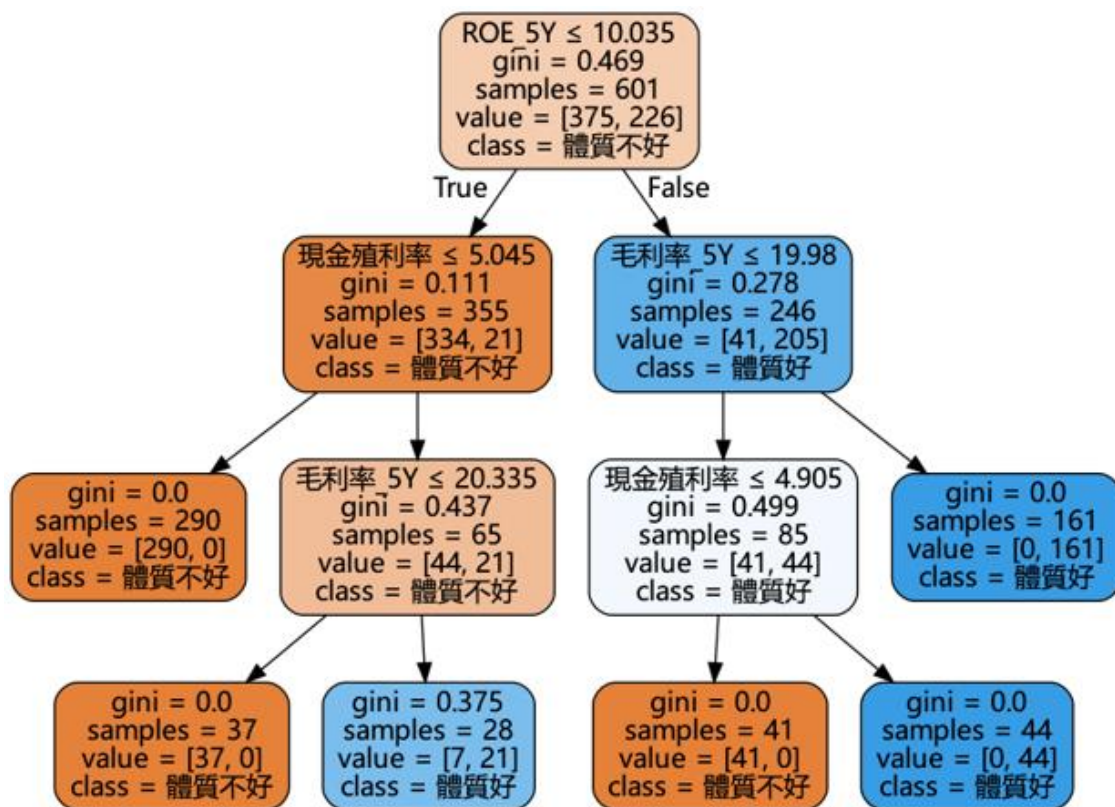 ROE_5Y ≤ 10.035
gini = 0.469
samples = 601
value = [375, 226]
class = 體質不好
True
False
現金殖利率 ≤ 5.045
gini = 0.111
samples = 355
value = [334, 21]
class = 體質不好
毛利率_5Y ≤ 19.98
gini = 0.278
samples = 246
value = [41, 205]
class = 體質好
gini = 0.0
samples = 290
value = [290, 0]
class = 體質不好
毛利率_5Y ≤ 20.335
gini = 0.437
samples = 65
value = [44, 21]
class = 體質不好
現金殖利率 ≤ 4.905
gini = 0.499
samples = 85
value = [41, 44]
class = 體質好
gini = 0.0
samples = 161
value = [0, 161]
class = 體質好
gini = 0.0
samples = 37
value = [37, 0]
class = 體質不好
gini = 0.375
samples = 28
value = [7, 21]
class = 體質好
gini = 0.0
samples = 41
value = [41, 0]
class = 體質不好
gini = 0.0
samples = 44
value = [0, 44]
class = 體質好